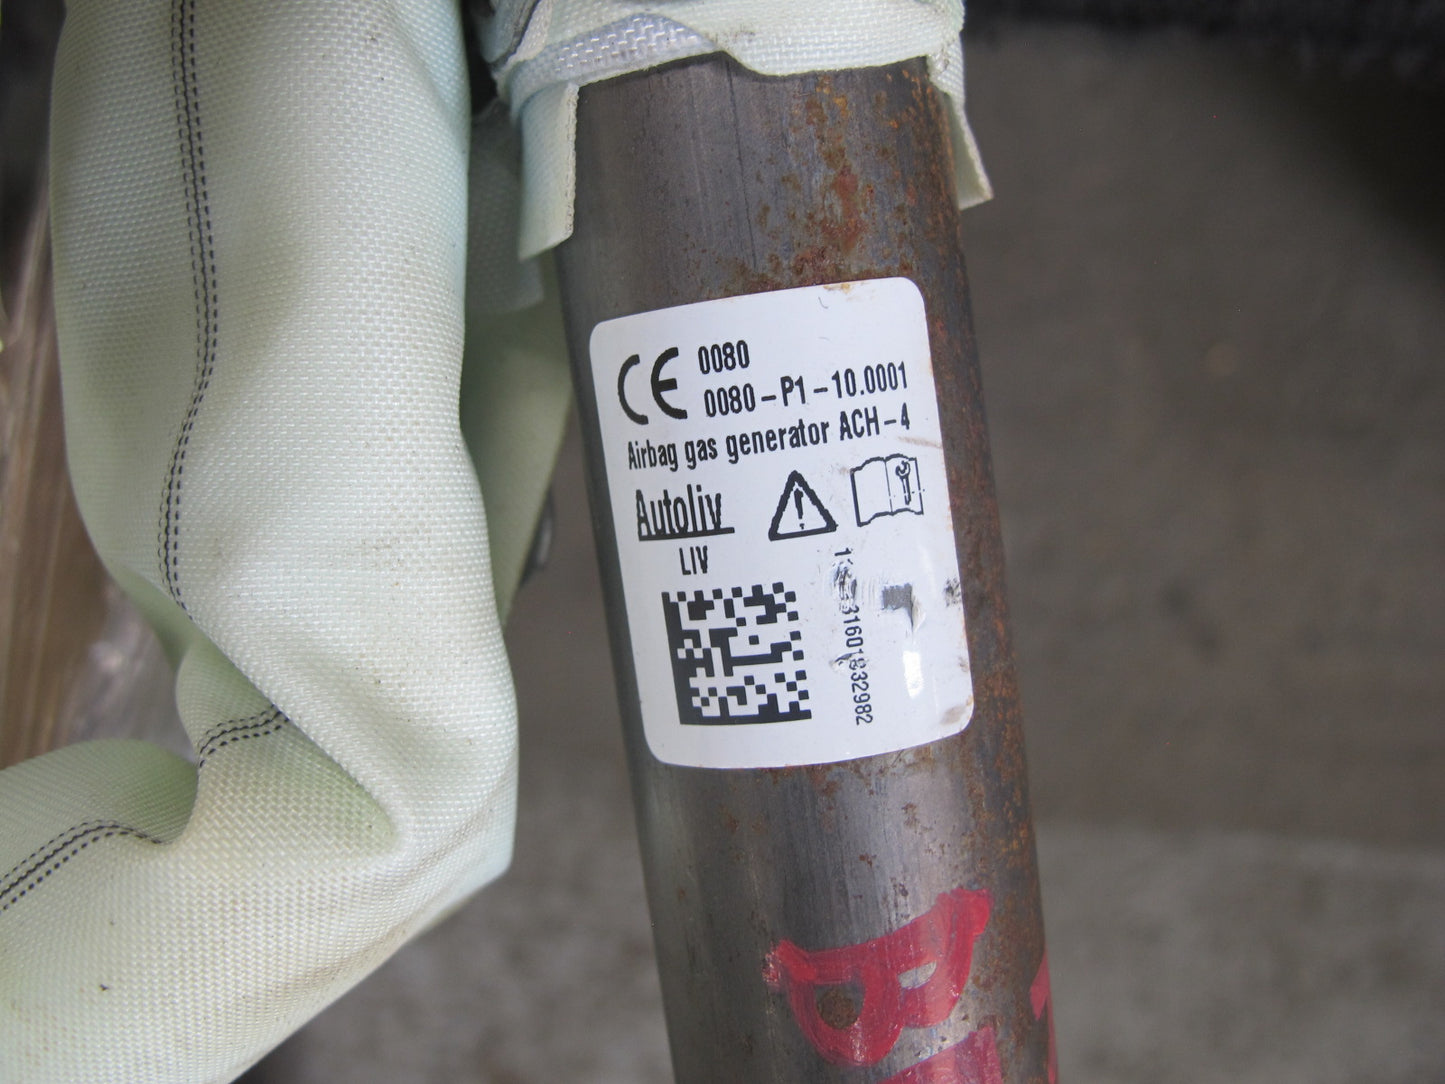 CE 0080
0080-P1-10.0001
Airbag gas generator ACH-4
Autoliv
LIV